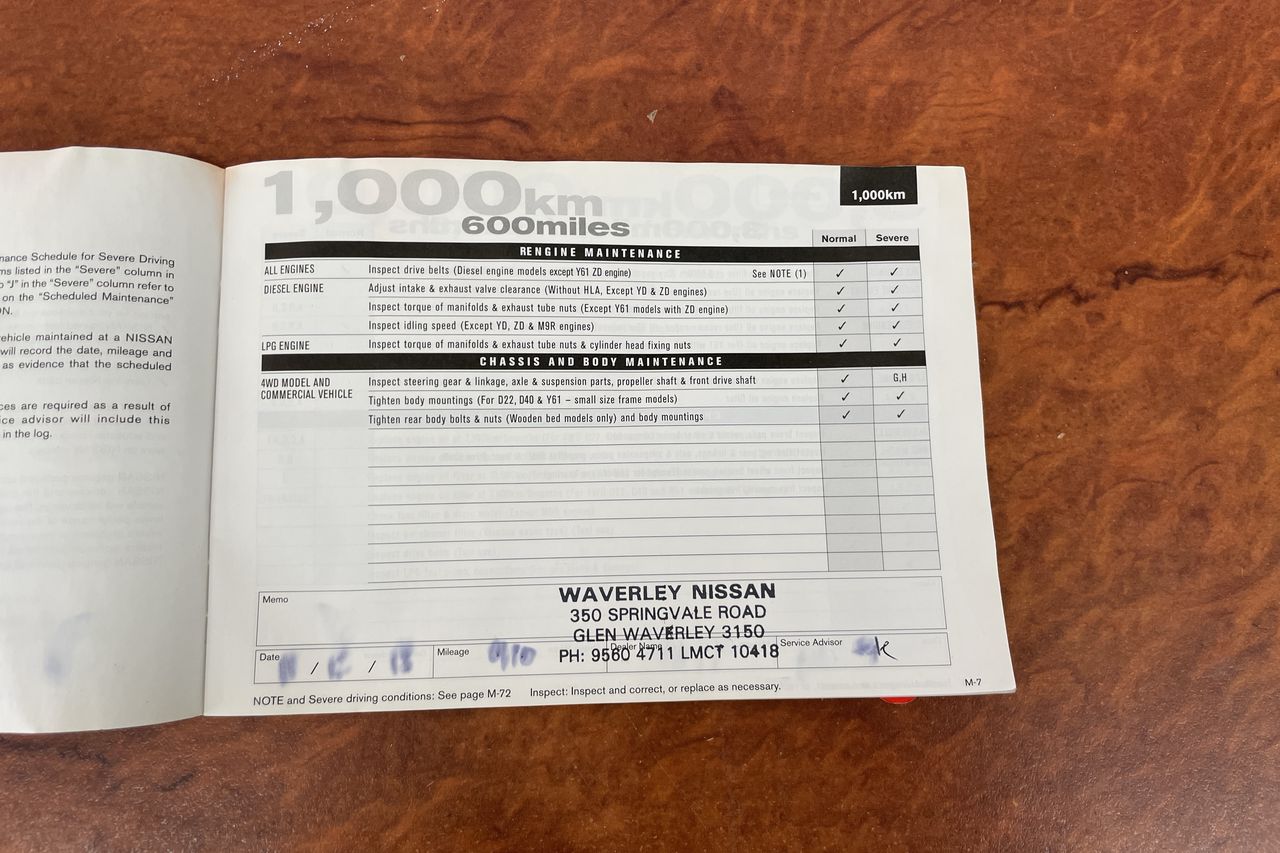 nance Schedule for Severe Driving
ms listed in the “Severe” column in
o “J” in the “Severe” column refer to
on the “Scheduled Maintenance”
ON.
vehicle maintained at a NISSAN
will record the date, mileage and
as evidence that the scheduled
ces are required as a result of
ice advisor will include this
in the log.
1,000km
600miles
1,000km
Normal Severe
RENGINE MAINTENANCE
ALL ENGINES Inspect drive belts (Diesel engine models except Y61 ZD engine) See NOTE (1) ✓ ✓
DIESEL ENGINE Adjust intake & exhaust valve clearance (Without HLA, Except YD & ZD engines) ✓ ✓
Inspect torque of manifolds & exhaust tube nuts (Except Y61 models with ZD engine) ✓ ✓
Inspect idling speed (Except YD, ZD & M9R engines) ✓ ✓
LPG ENGINE Inspect torque of manifolds & exhaust tube nuts & cylinder head fixing nuts ✓ ✓
CHASSIS AND BODY MAINTENANCE
4WD MODEL AND
COMMERCIAL VEHICLE
Inspect steering gear & linkage, axle & suspension parts, propeller shaft & front drive shaft ✓ G,H
Tighten body mountings (For D22, D40 & Y61 – small size frame models) ✓ ✓
Tighten rear body bolts & nuts (Wooden bed models only) and body mountings ✓ ✓
Memo
WAVERLEY NISSAN
350 SPRINGVALE ROAD
GLEN WAVERLEY 3150
PH: 9560 4711 LMCT 10418
Date / /
Mileage
Dealer Name
Service Advisor
NOTE and Severe driving conditions: See page M-72 Inspect: Inspect and correct, or replace as necessary.
M-7